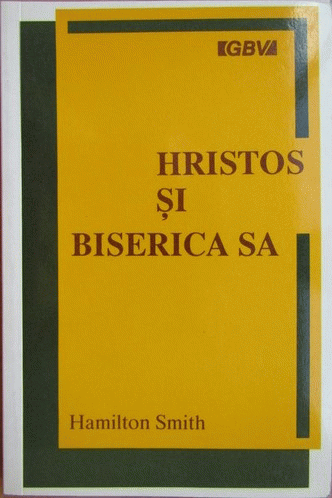 GBV
HRISTOS
ȘI
BISERICA SA
Hamilton Smith